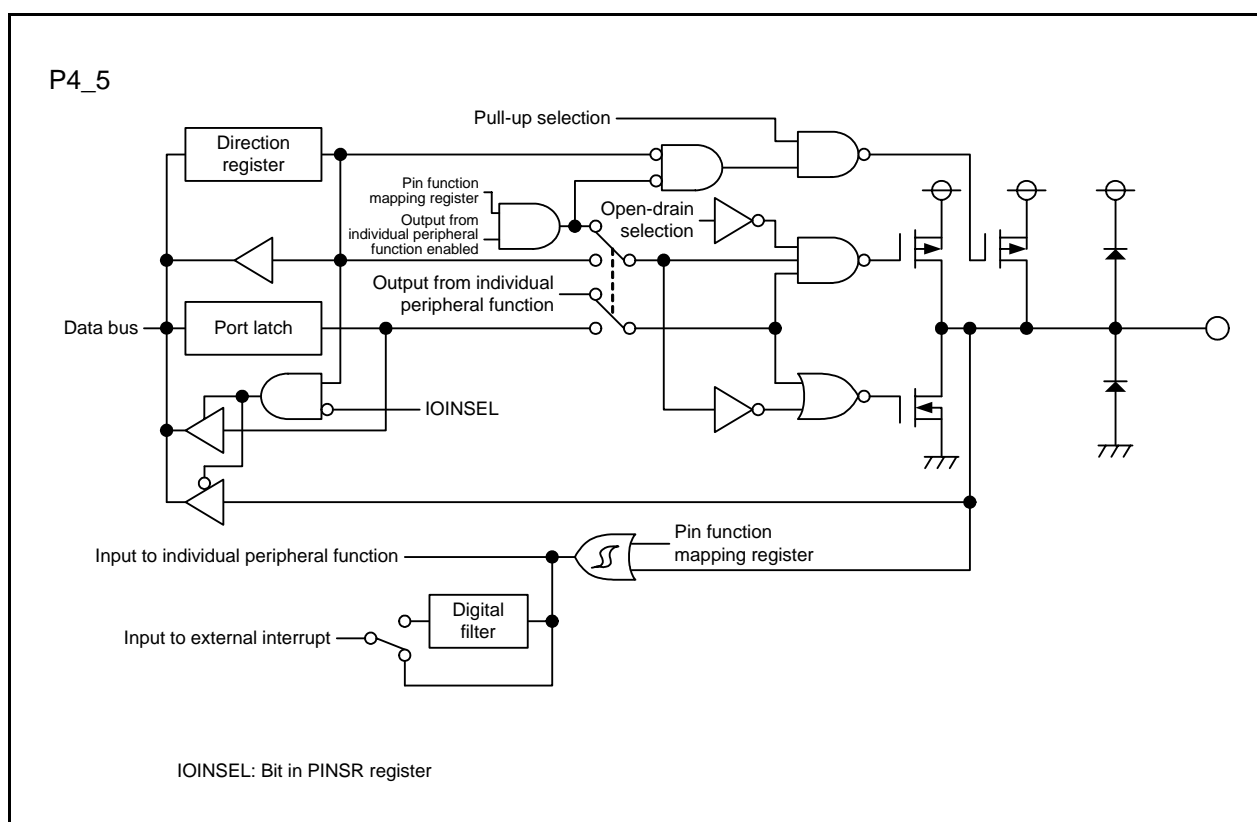 P4_5
Pull-up selection
Direction
register
Pin function
mapping register
Output from
individual peripheral
function enabled
Open-drain
selection
Output from individual
peripheral function
Data bus
Port latch
IOINSEL
Pin function
mapping register
Input to individual peripheral function
Digital
filter
Input to external interrupt
IOINSEL: Bit in PINSR register